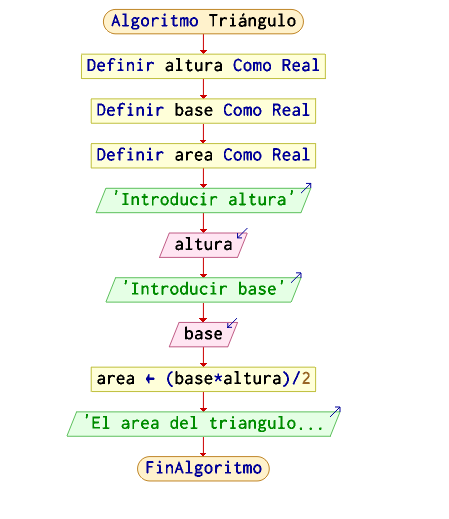 Algoritmo Triángulo
Definir altura Como Real
Definir base Como Real
Definir area Como Real
'Introducir altura'
altura
'Introducir base'
base
area ← (base*altura)/2
'El area del triangulo...
FinAlgoritmo